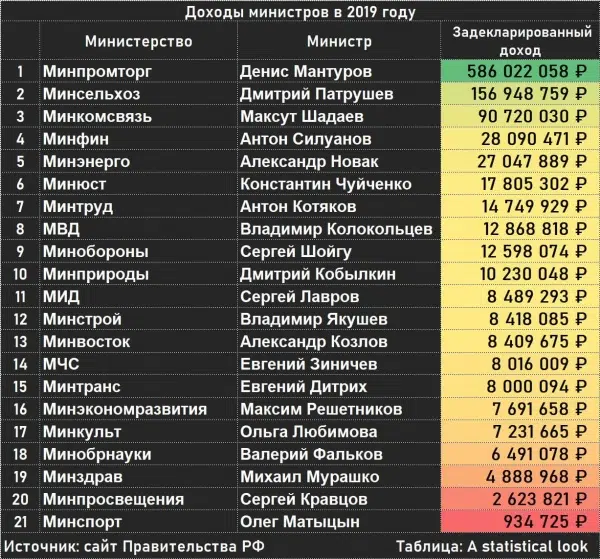 Доходы министров в 2019 году
Министерство Министр Задекларированный доход
1 Минпромторг Денис Мантуров 586 022 058 ₽
2 Минсельхоз Дмитрий Патрушев 156 948 759 ₽
3 Минкомсвязь Максут Шадаев 90 720 030 ₽
4 Минфин Антон Силуанов 28 090 471 ₽
5 Минэнерго Александр Новак 27 047 889 ₽
6 Минюст Константин Чуйченко 17 805 302 ₽
7 Минтруд Антон Котяков 14 749 929 ₽
8 МВД Владимир Колокольцев 12 868 818 ₽
9 Минобороны Сергей Шойгу 12 598 074 ₽
10 Минприроды Дмитрий Кобылкин 10 230 048 ₽
11 МИД Сергей Лавров 8 489 293 ₽
12 Минстрой Владимир Якушев 8 418 085 ₽
13 Минвосток Александр Козлов 8 409 675 ₽
14 МЧС Евгений Зиничев 8 016 009 ₽
15 Минтранс Евгений Дитрих 8 000 094 ₽
16 Минэкономразвития Максим Решетников 7 691 658 ₽
17 Минкульт Ольга Любимова 7 231 665 ₽
18 Минобрнауки Валерий Фальков 6 491 078 ₽
19 Минздрав Михаил Мурашко 4 888 968 ₽
20 Минпросвещения Сергей Кравцов 2 623 821 ₽
21 Минспорт Олег Матыцын 934 725 ₽
Источник: сайт Правительства РФ Таблица: A statistical look